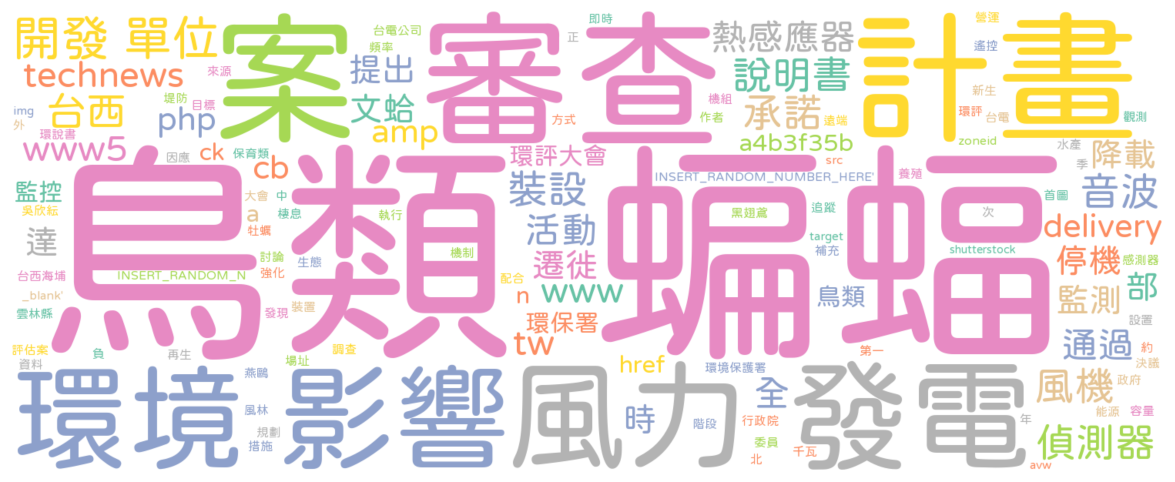 開發 單位
案
審查
計畫
台電公司
頻率
即時
正
營運
遙控
熱感應器
technews
來源
提出
說明書
img
外
台西
堤防
目標
php
文蛤
amp
機組
作者
承諾
遠端
新生
環評
台電
觀測
環說書
www5
因應
ck
保育類
cb
方式
環評大會
a4b3f35b
src
zoneid
水產
季
降載
監控
吳欣紜
大會
中
a
棲息
牡蠣
執行
裝設
INSERT_RANDOM_NUMBER_HERE'
養殖
首圖
音波
鳥類
蝙蝠
達
活動
黑翅鳶
追蹤
次
delivery
台西海埔
討論
強化
生態
機制
遷徙
target
補充
shutterstock
停機
感測器
INSERT_RANDOM_N
_blank'
雲林縣
發現
裝置
配合
n
www
鳥類
監測
部
設置
環保署
評估案
資料
負
再生
場址
調查
tw
href
環境保護署
第一
通過
約
決議
環境
影響
風力
發電
燕鷗
風林
規劃
措施
時
全
階段
行政院
委員
北
千瓦
年
風機
政府
能源
容量
偵測器
avw